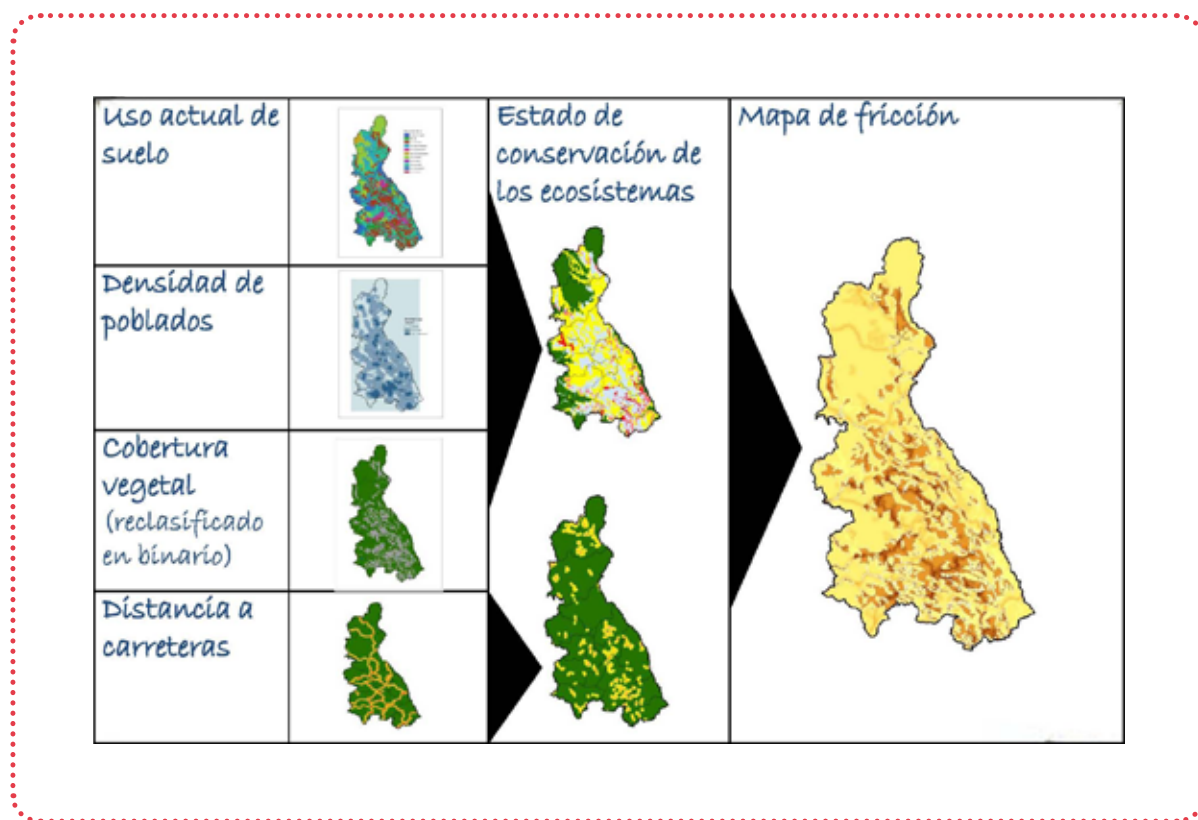 Uso actual de
suelo
Densidad de
poblados
Cobertura
vegetal
(reclasificado
en binario)
Distancia a
carreteras
Estado de
conservación de
los ecosistemas
Mapa de fricción